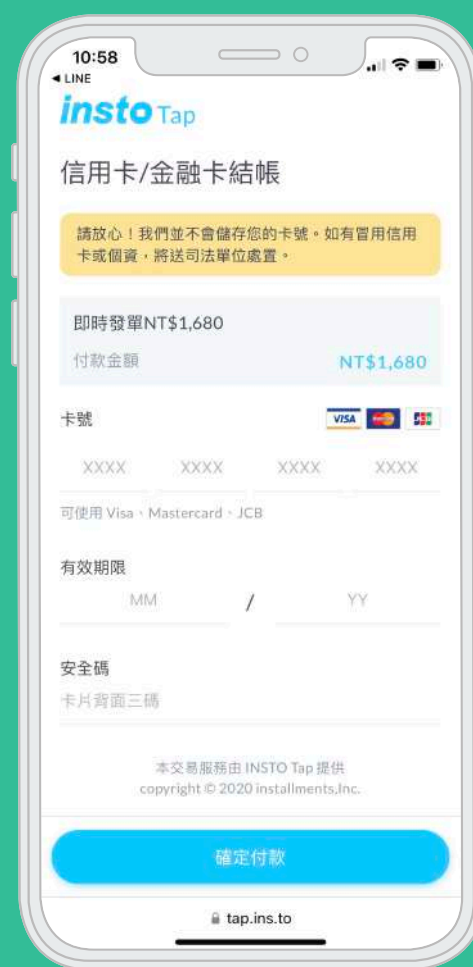 10:58
LINE
insto Tap
信用卡/金融卡結帳
請放心！我們並不會儲存您的卡號。如有冒用信用
卡或個資，將送司法單位處置。
即時發單NT$1,680
付款金額 NT$1,680
卡號 VISA MasterCard JCB
XXXX XXXX XXXX XXXX
可使用 Visa、Mastercard、JCB
有效期限
MM / YY
安全碼
卡片背面三碼
本交易服務由 INSTO Tap 提供
copyright © 2020 installments,Inc.
確定付款
tap.ins.to